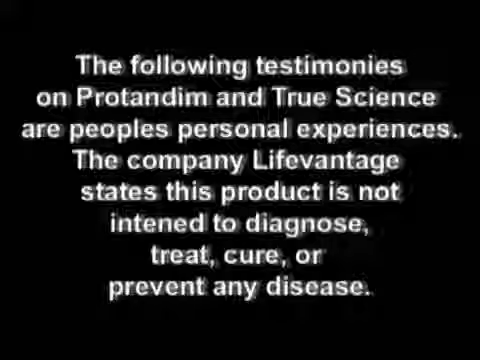 The following testimonies
on Protandim and True Science
are peoples personal experiences.
The company Lifevantage
states this product is not
intened to diagnose,
treat, cure, or
prevent any disease.